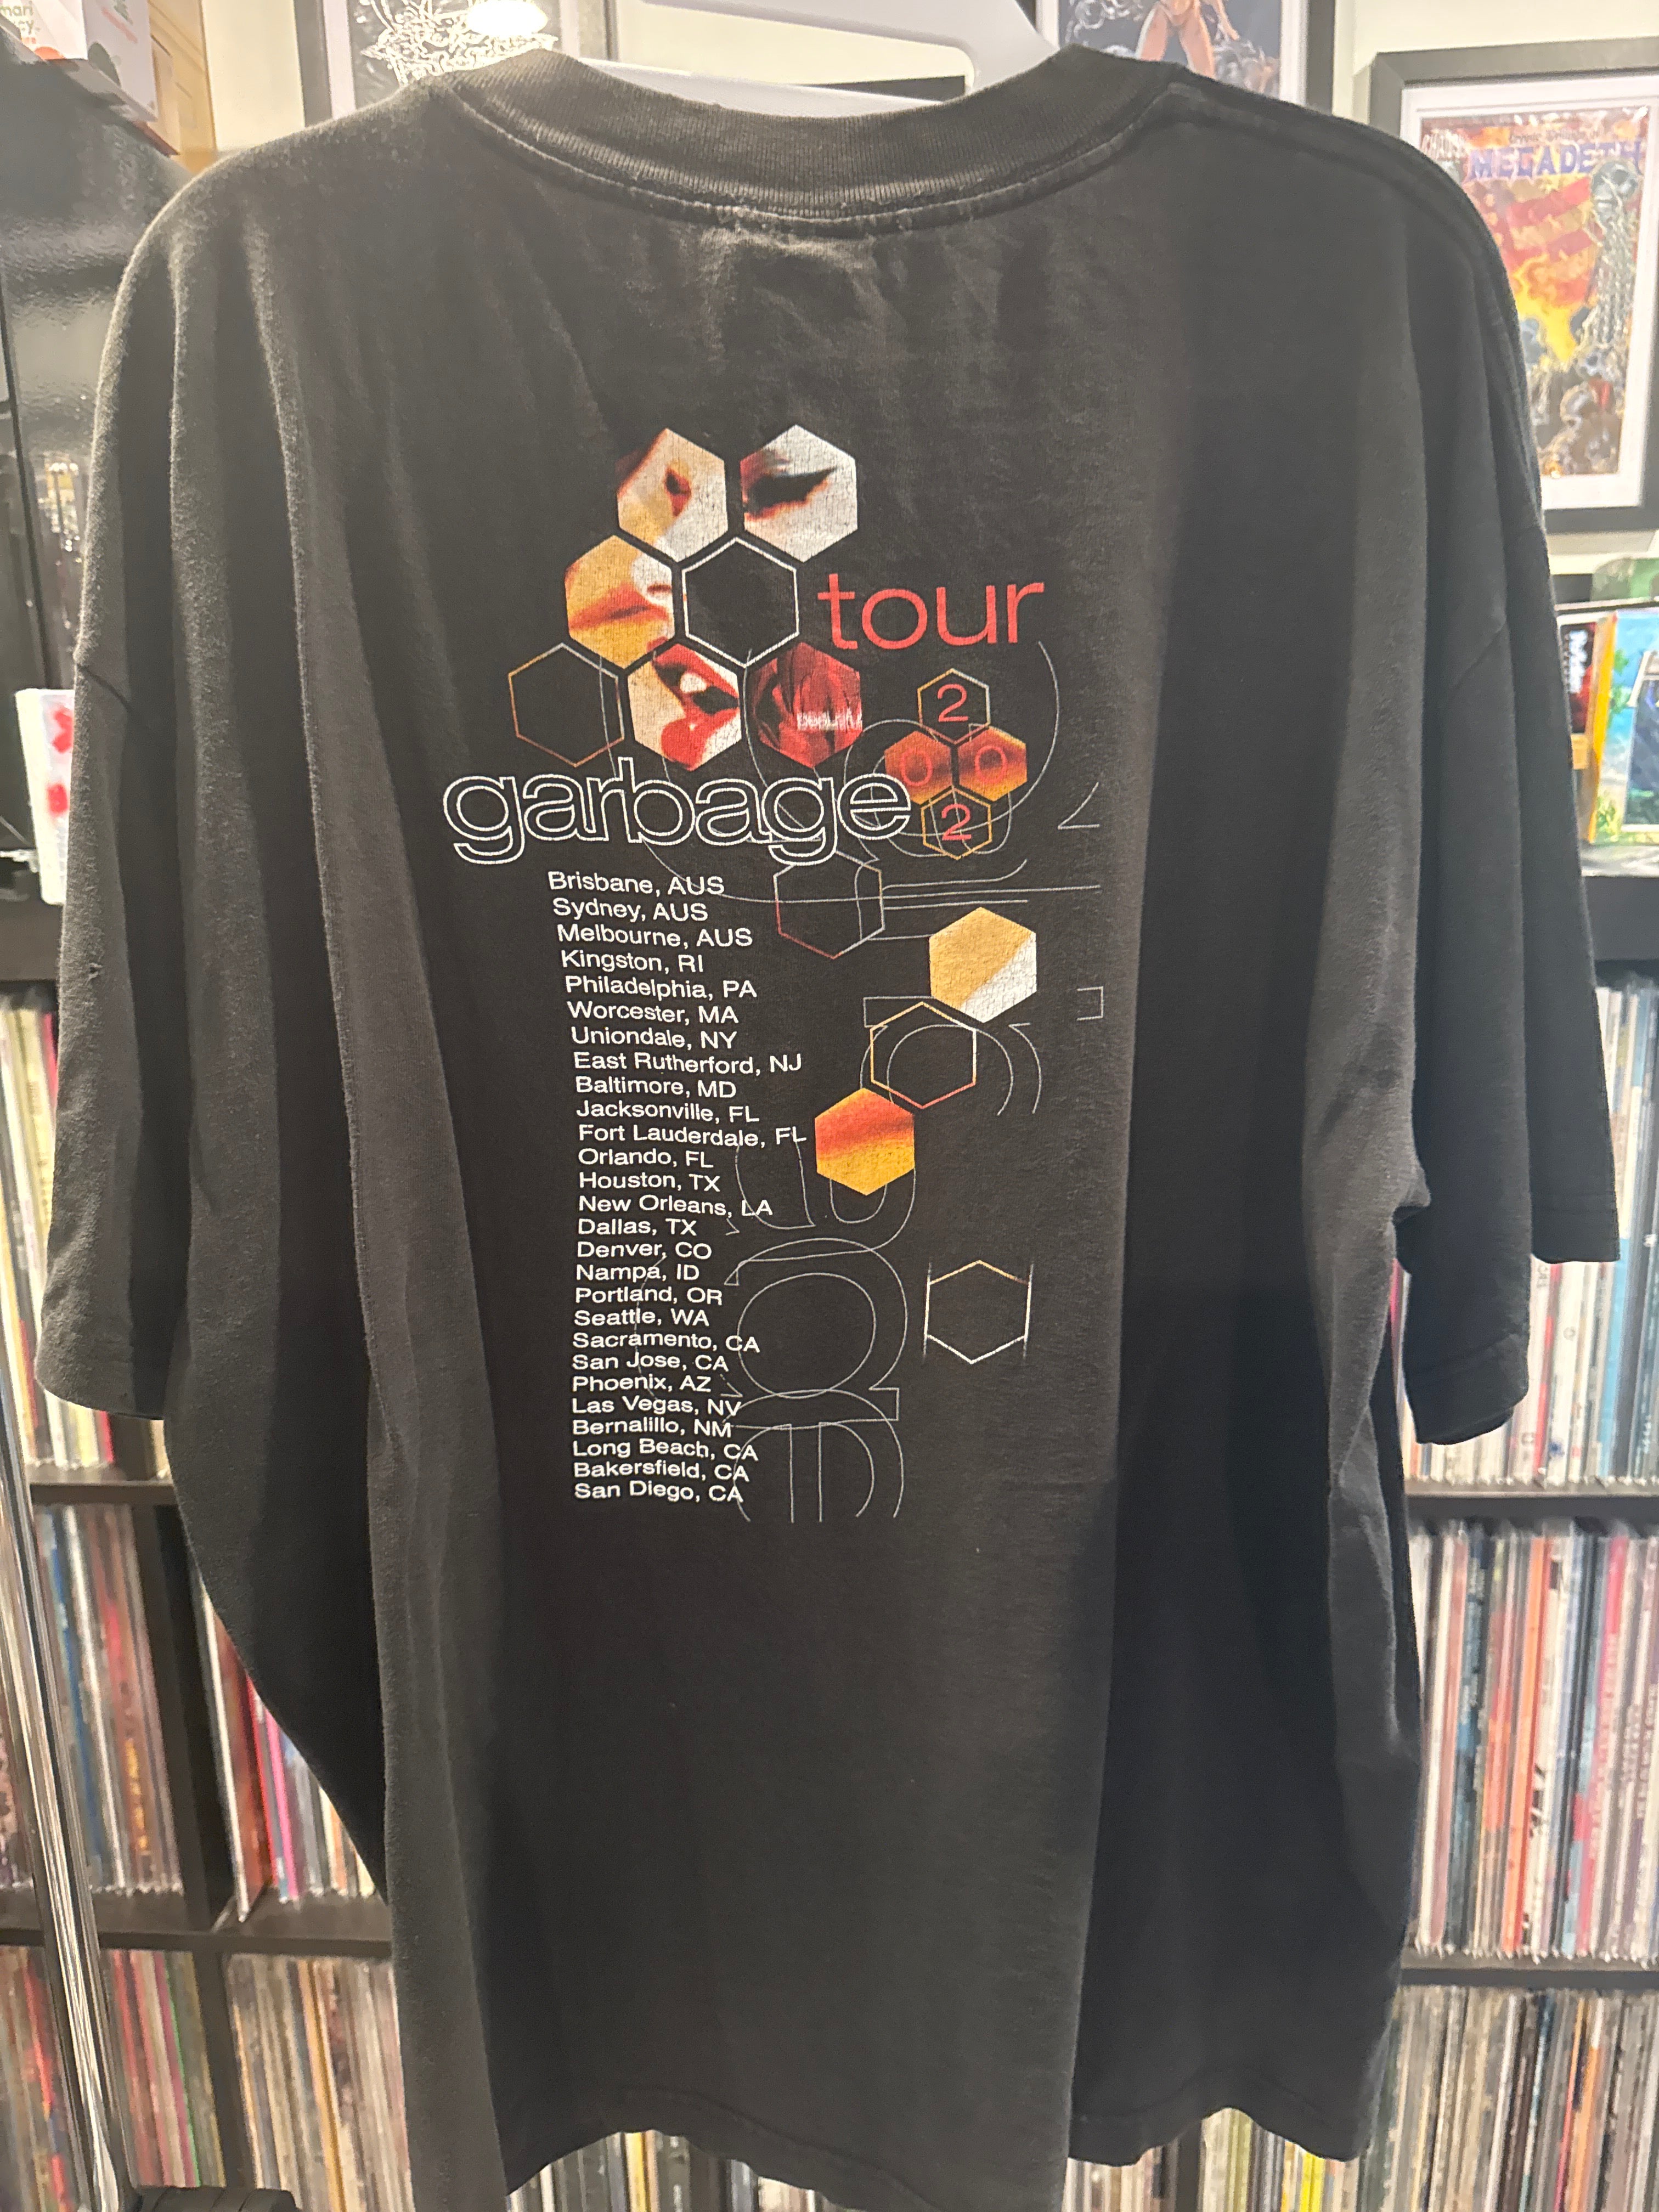 MEGADETH
tour
2
0 0
2
garbage
Brisbane, AUS
Sydney, AUS
Melbourne, AUS
Kingston, RI
Philadelphia, PA
Worcester, MA
Uniondale, NY
East Rutherford, NJ
Baltimore, MD
Jacksonville, FL
Fort Lauderdale, FL
Orlando, FL
Houston, TX
New Orleans, LA
Dallas, TX
Denver, CO
Nampa, ID
Portland, OR
Seattle, WA
Sacramento, CA
San Jose, CA
Phoenix, AZ
Las Vegas, NV
Bernalillo, NM
Long Beach, CA
Bakersfield, CA
San Diego, CA